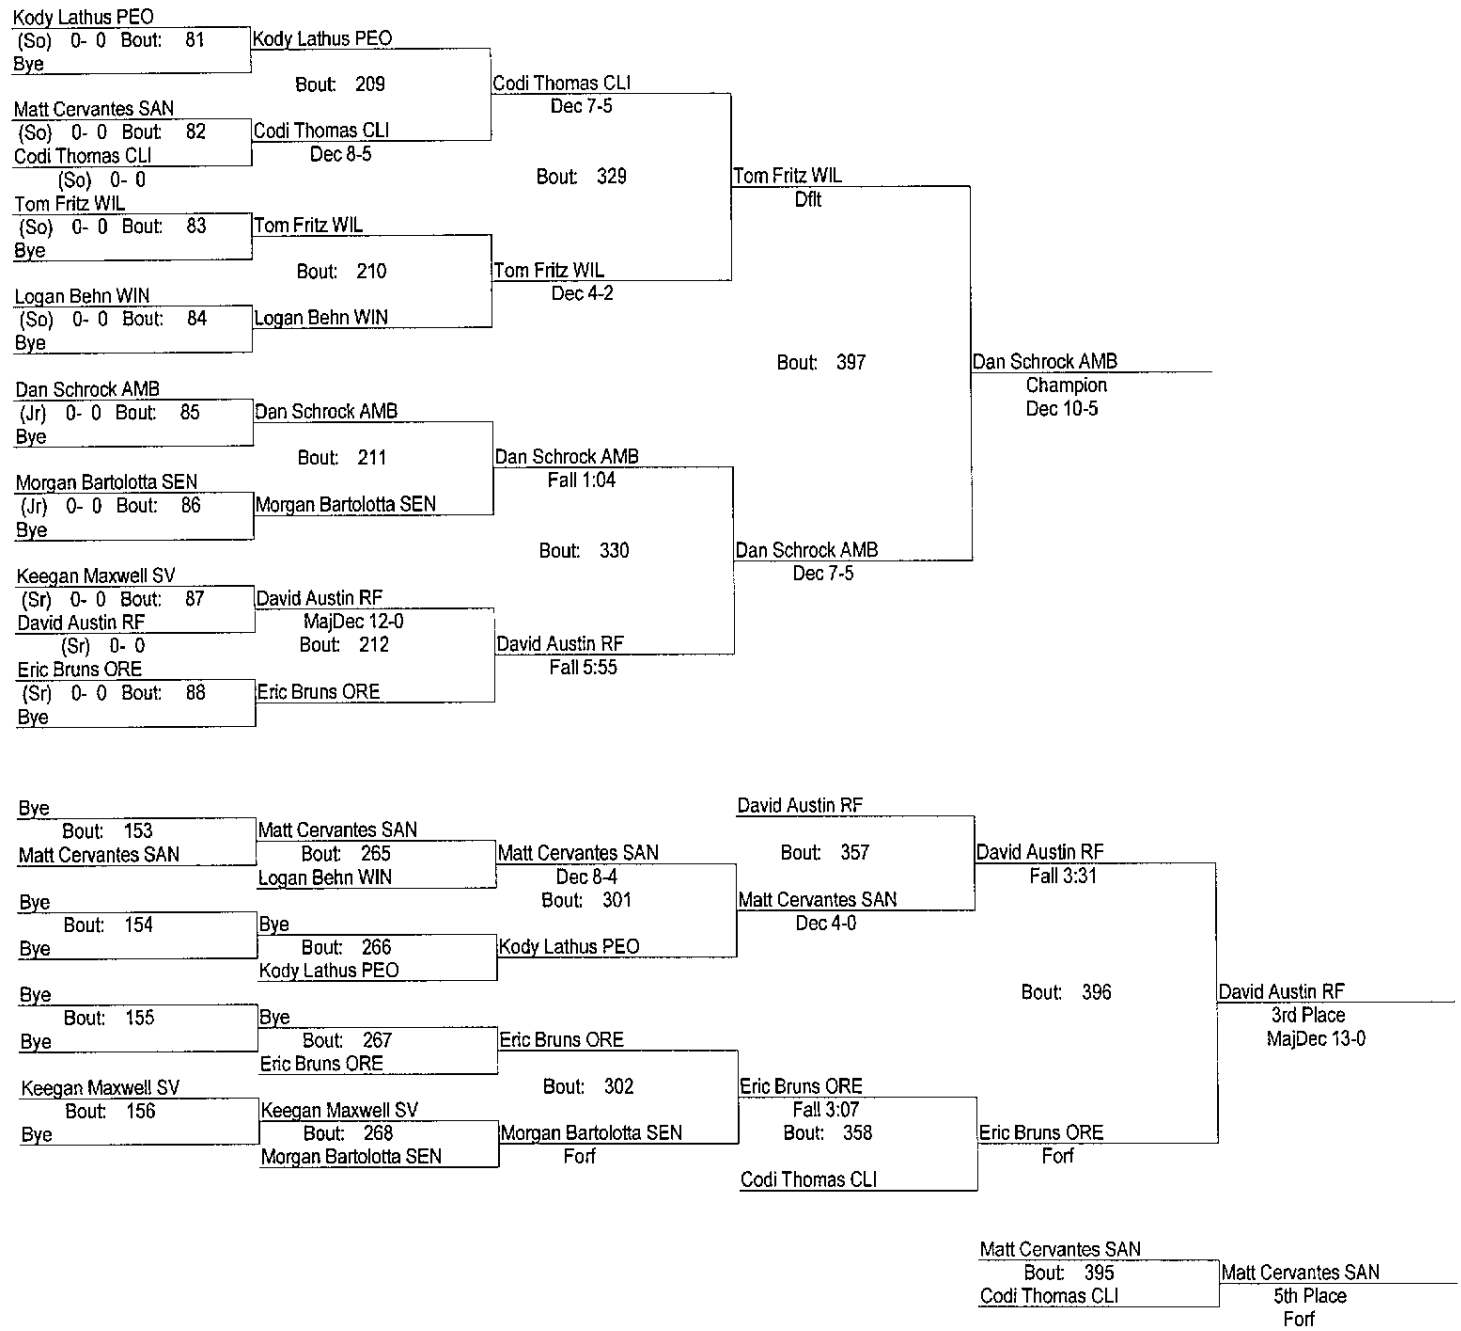 Kody Lathus PEO
(So) 0- 0 Bout: 81
Bye
Kody Lathus PEO
Bout: 209
Matt Cervantes SAN
(So) 0- 0 Bout: 82
Codi Thomas CLI
(So) 0- 0
Codi Thomas CLI
Dec 8-5
Codi Thomas CLI
Dec 7-5
Bout: 329
Tom Fritz WIL
(So) 0- 0 Bout: 83
Bye
Tom Fritz WIL
Bout: 210
Logan Behn WIN
(So) 0- 0 Bout: 84
Bye
Logan Behn WIN
Tom Fritz WIL
Dec 4-2
Tom Fritz WIL
Dflt
Bout: 397
Dan Schrock AMB
Champion
Dec 10-5
Dan Schrock AMB
(Jr) 0- 0 Bout: 85
Bye
Dan Schrock AMB
Bout: 211
Morgan Bartolotta SEN
(Jr) 0- 0 Bout: 86
Bye
Morgan Bartolotta SEN
Dan Schrock AMB
Fall 1:04
Bout: 330
Dan Schrock AMB
Dec 7-5
Keegan Maxwell SV
(Sr) 0- 0 Bout: 87
David Austin RF
(Sr) 0- 0
David Austin RF
MajDec 12-0
Bout: 212
Eric Bruns ORE
(Sr) 0- 0 Bout: 88
Bye
Eric Bruns ORE
David Austin RF
Fall 5:55
Bye
Bout: 153
Matt Cervantes SAN
Matt Cervantes SAN
Bout: 265
Logan Behn WIN
Matt Cervantes SAN
Dec 8-4
Bout: 301
Bye
Bout: 154
Bye
Bye
Bout: 266
Kody Lathus PEO
Kody Lathus PEO
David Austin RF
Bout: 357
Matt Cervantes SAN
Dec 4-0
David Austin RF
Fall 3:31
Bout: 396
David Austin RF
3rd Place
MajDec 13-0
Bye
Bout: 155
Bye
Bye
Bout: 267
Eric Bruns ORE
Eric Bruns ORE
Bout: 302
Keegan Maxwell SV
Bout: 156
Bye
Keegan Maxwell SV
Bout: 268
Morgan Bartolotta SEN
Morgan Bartolotta SEN
Forf
Eric Bruns ORE
Fall 3:07
Bout: 358
Codi Thomas CLI
Eric Bruns ORE
Forf
Matt Cervantes SAN
Bout: 395
Codi Thomas CLI
Matt Cervantes SAN
5th Place
Forf